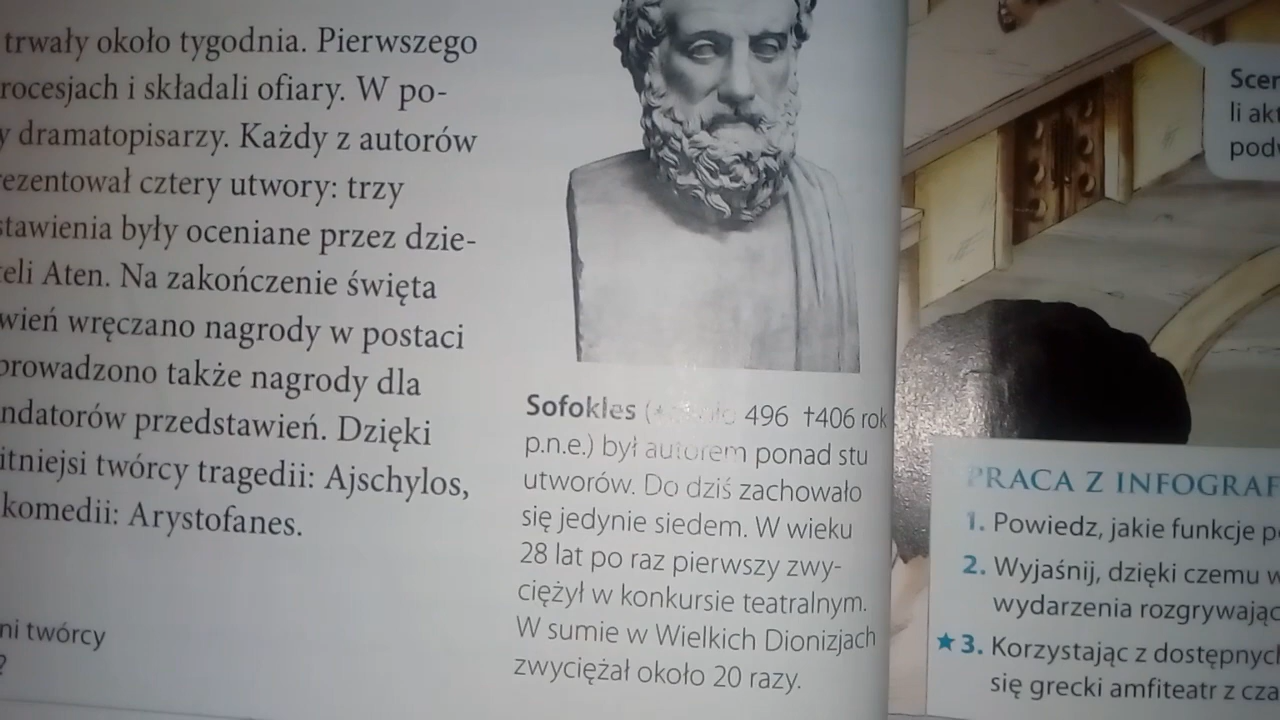 trwały około tygodnia. Pierwszego
rocesjach i składali ofiary. W po-
y dramatopisarzy. Każdy z autorów
ezentował cztery utwory: trzy
stawienia były oceniane przez dzie-
eli Aten. Na zakończenie święta
wień wręczano nagrody w postaci
prowadzono także nagrody dla
ndatorów przedstawień. Dzięki
itniejsi twórcy tragedii: Ajschylos,
komedii: Arystofanes.
ni twórcy
?
Sofokles 496 †406 rok
p.n.e.) był autorem ponad stu
utworów. Do dziś zachowało
się jedynie siedem. W wieku
28 lat po raz pierwszy zwy-
ciężył w konkursie teatralnym.
W sumie w Wielkich Dionizjach
zwyciężał około 20 razy.
Scen
li akt
podw
PRACA Z INFOGRAF
1. Powiedz, jakie funkcje p
2. Wyjaśnij, dzięki czemu w
wydarzenia rozgrywając
★3. Korzystając z dostępnyc
się grecki amfiteatr z cza